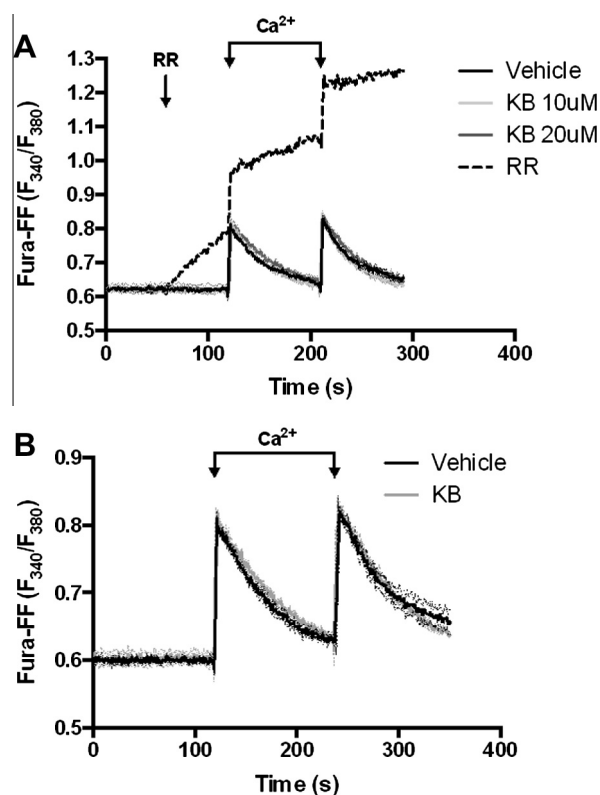 A
Ca²⁺
RR
Vehicle
KB 10uM
KB 20uM
RR
Fura-FF (F₃₄₀/F₃₈₀)
1.3
1.2
1.1
1.0
0.9
0.8
0.7
0.6
0.5
0 100 200 300 400
Time (s)
B
Ca²⁺
Vehicle
KB
Fura-FF (F₃₄₀/F₃₈₀)
0.9
0.8
0.7
0.6
0.5
0 100 200 300 400
Time (s)